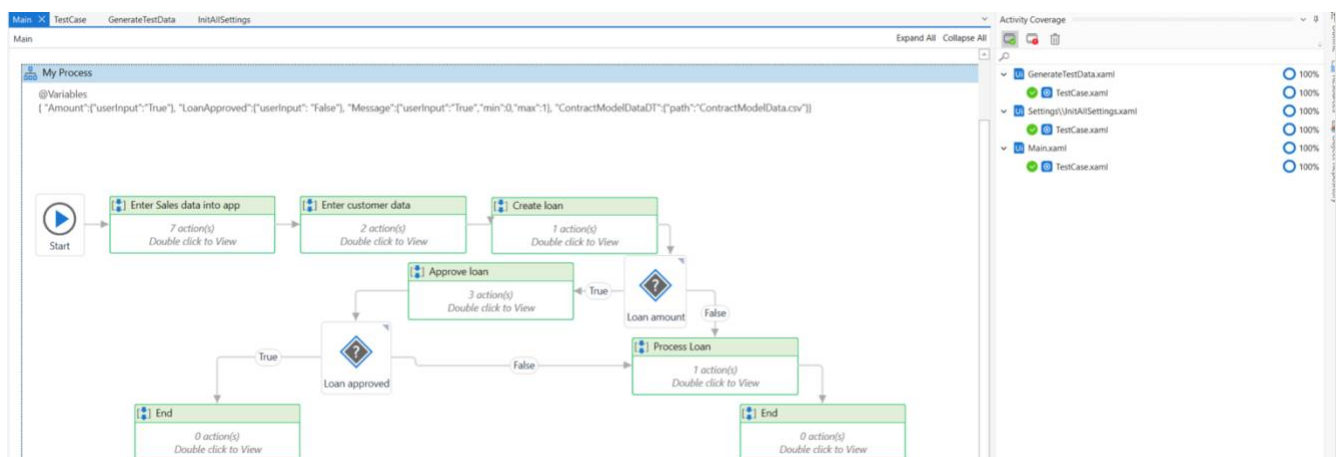 Main TestCase GenerateTestData InitAllSettings
Main Expand All Collapse All
My Process
@Variables
{ "Amount":{"userInput":"True"}, "LoanApproved":{"userInput": "False"}, "Message":{"userInput":"True","min":0,"max":1}, "ContractModelDataDT":{"path":"ContractModelData.csv"}}
Start
Enter Sales data into app
7 action(s)
Double click to View
Enter customer data
2 action(s)
Double click to View
Create loan
1 action(s)
Double click to View
Approve loan
3 action(s)
Double click to View
True
Loan amount
False
Process Loan
1 action(s)
Double click to View
True
Loan approved
False
End
0 action(s)
Double click to View
End
0 action(s)
Double click to View
Activity Coverage
Ui GenerateTestData.xaml 100%
TestCase.xaml 100%
Ui Settings\\InitAllSettings.xaml 100%
TestCase.xaml 100%
Ui Main.xaml 100%
TestCase.xaml 100%